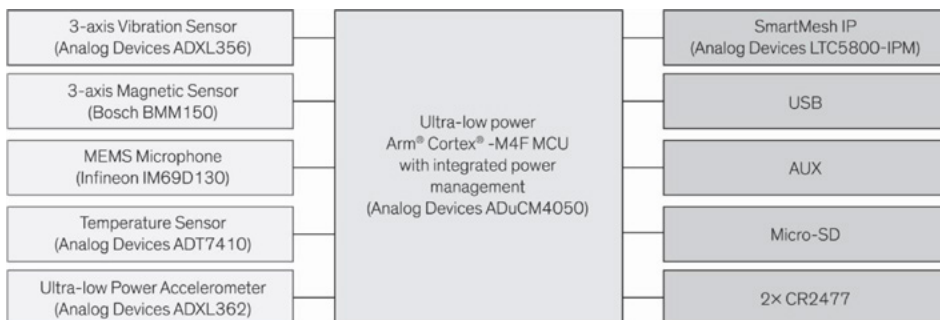 3-axis Vibration Sensor
(Analog Devices ADXL356)
3-axis Magnetic Sensor
(Bosch BMM150)
MEMS Microphone
(Infineon IM69D130)
Temperature Sensor
(Analog Devices ADT7410)
Ultra-low Power Accelerometer
(Analog Devices ADXL362)
Ultra-low power
Arm® Cortex® -M4F MCU
with integrated power
management
(Analog Devices ADuCM4050)
SmartMesh IP
(Analog Devices LTC5800-IPM)
USB
AUX
Micro-SD
2× CR2477